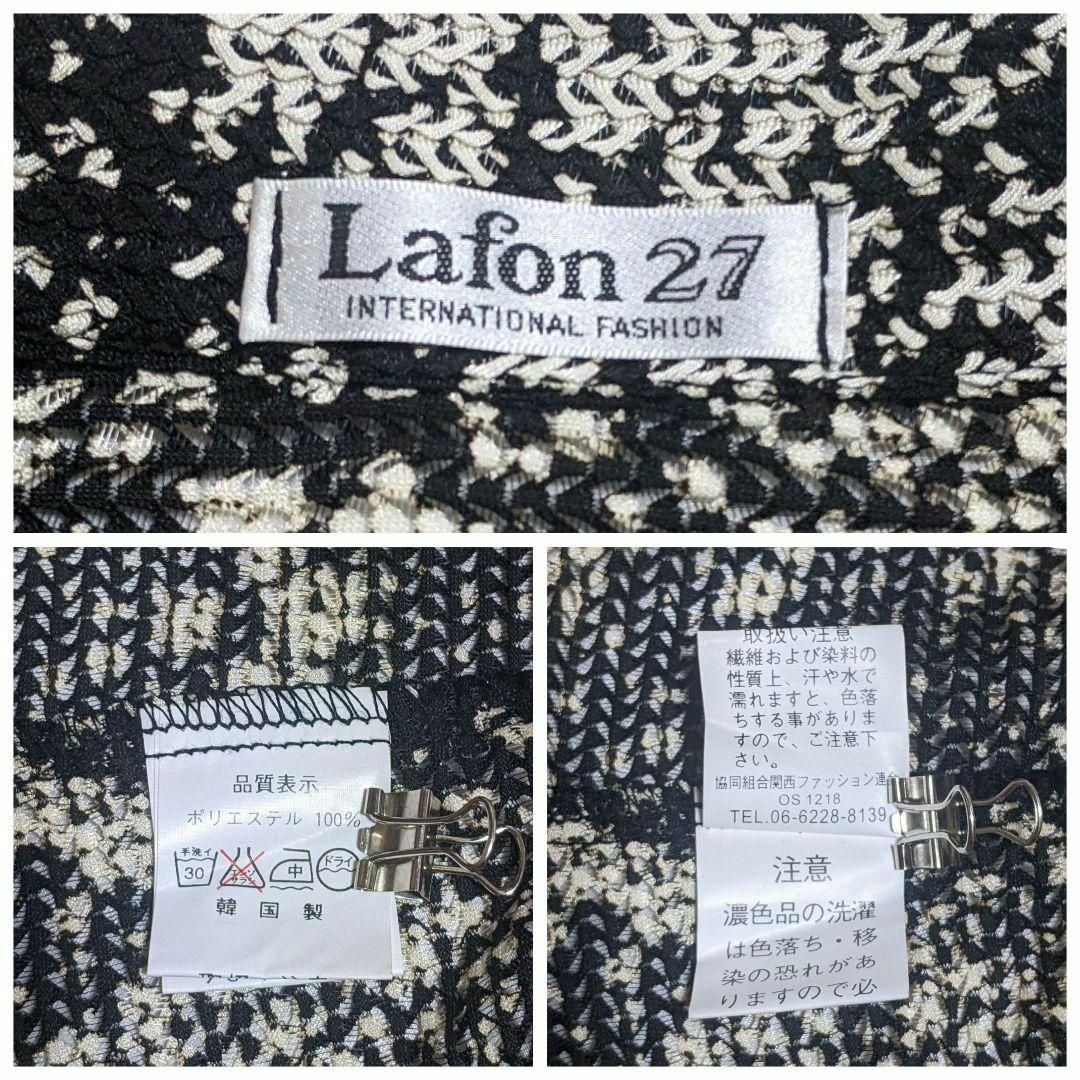 Lafon 27
INTERNATIONAL FASHION
品質表示
ポリエステル 100%
手洗イ
30
中
ドライ
韓国製
取扱い注意
繊維および染料の
性質上、汗や水で
濡れますと、色落
ちする事がありま
すので、ご注意下
さい。
協同組合関西ファッション連合
OS 1218
TEL.06-6228-8139
注意
濃色品の洗濯
は色落ち・移
染の恐れがあ
りますので必